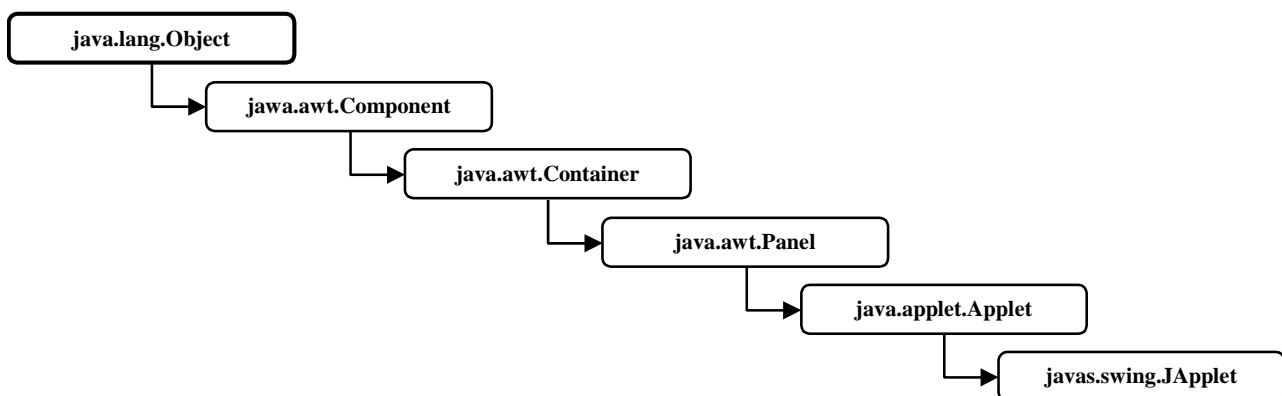 java.lang.Object
jawa.awt.Component
java.awt.Container
java.awt.Panel
java.applet.Applet
javas.swing.JApplet